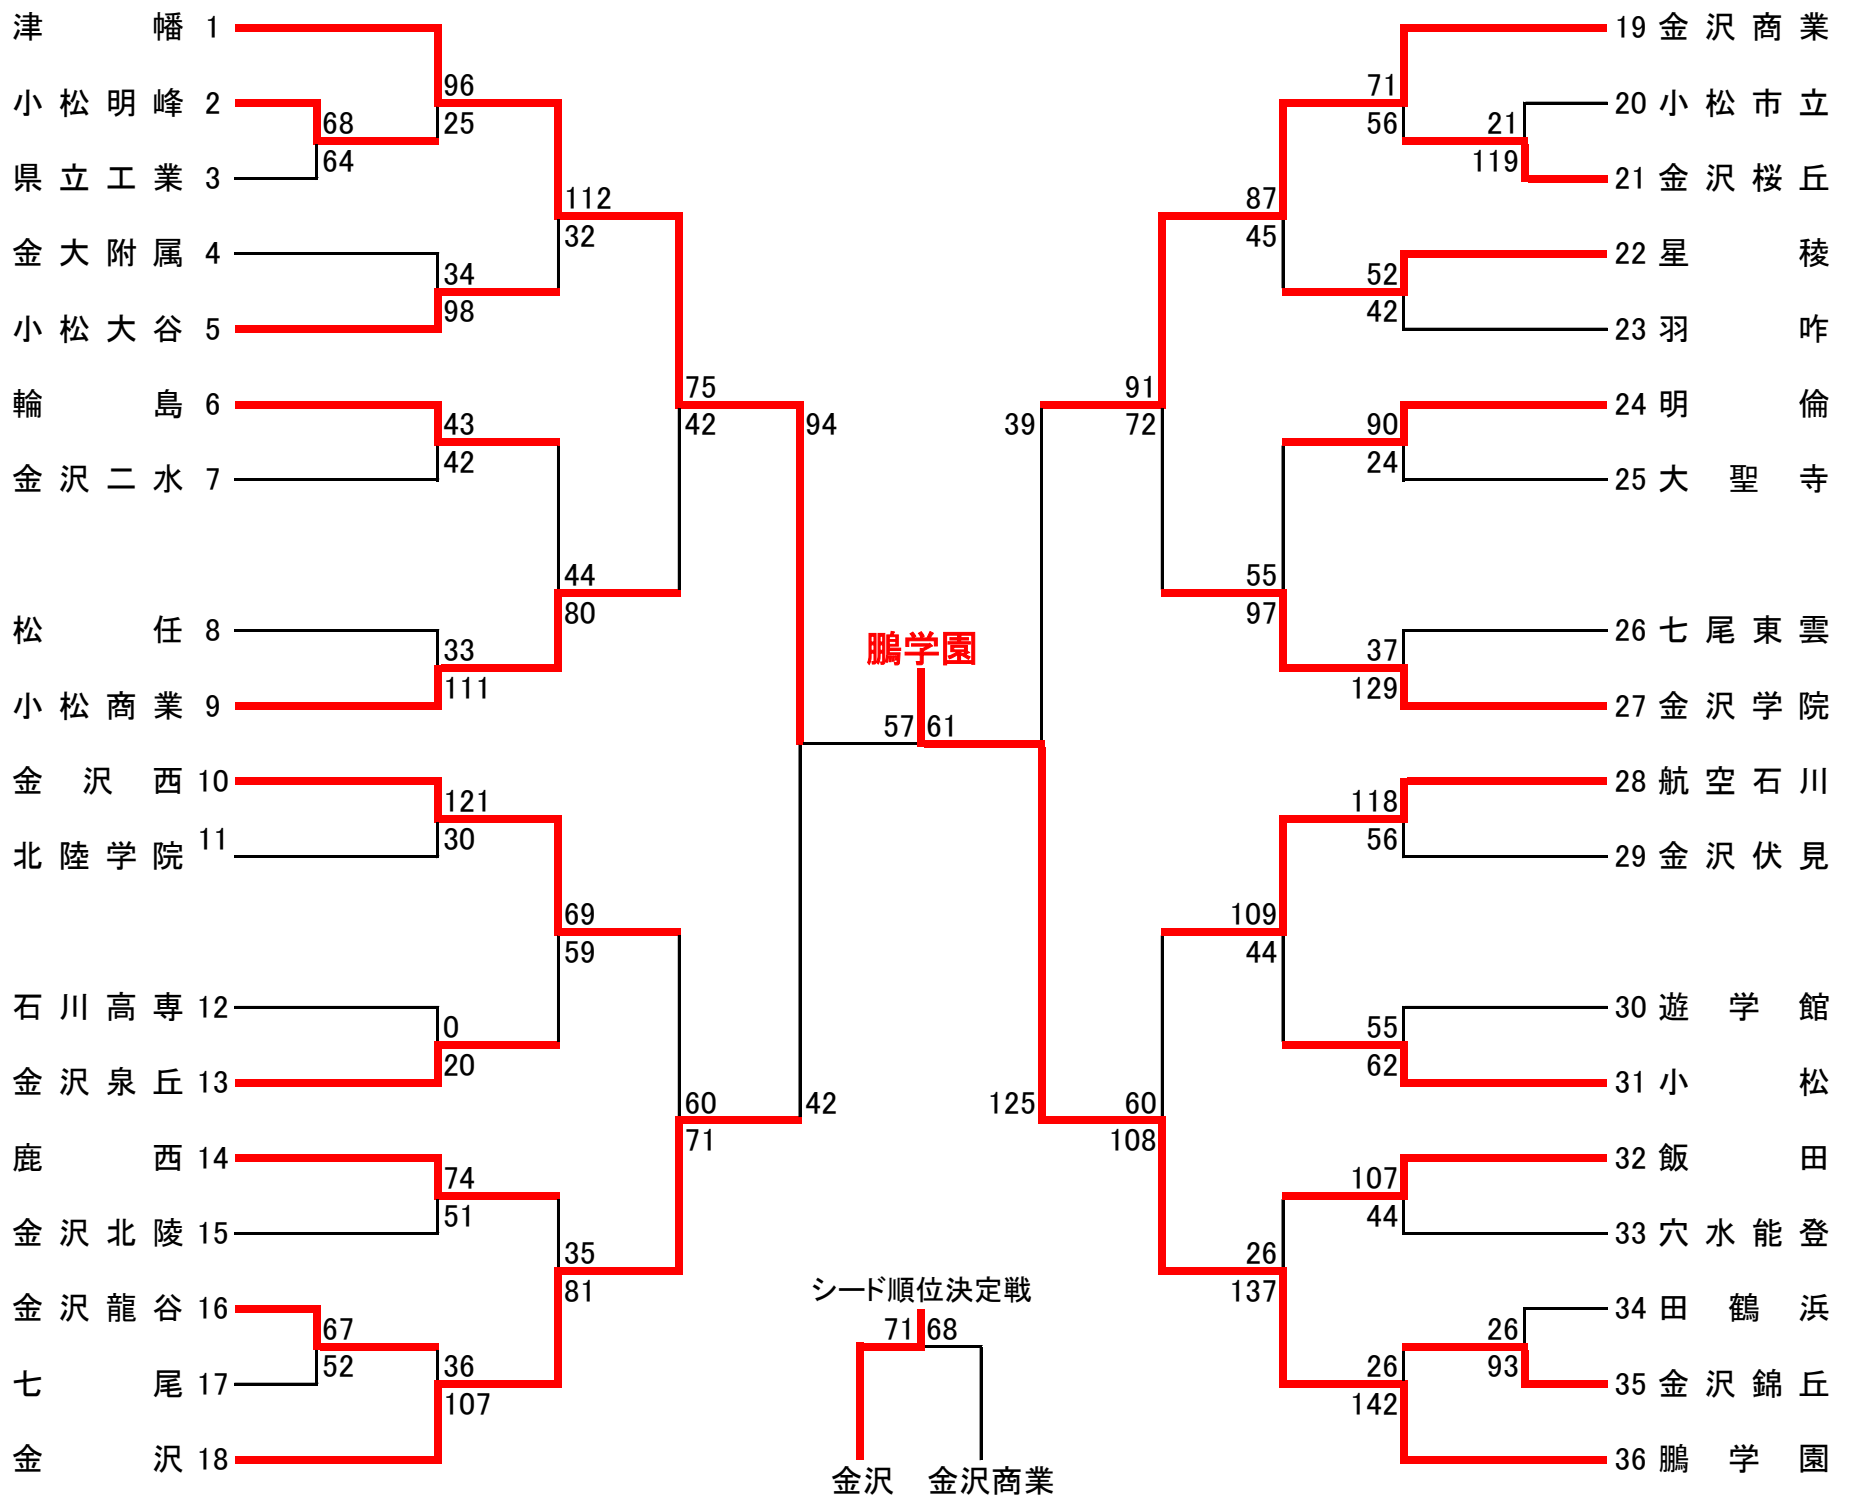 津幡 1
96
小松明峰 2
68
25
64
県立工業 3
112
32
金大附属 4
34
98
小松大谷 5
75
42
輪島 6
43
42
金沢二水 7
44
80
松任 8
33
111
小松商業 9
94
金沢西 10
121
30
北陸学院 11
69
59
石川高専 12
0
20
金沢泉丘 13
60
71
42
鹿西 14
74
51
金沢北陵 15
35
81
金沢龍谷 16
67
52
七尾 17
36
107
金沢 18
鵬学園
57 61
19 金沢商業
71
56
20 小松市立
21
119
21 金沢桜丘
87
45
22 星稜
52
42
23 羽咋
39
91
72
24 明倫
90
24
25 大聖寺
55
97
26 七尾東雲
37
129
27 金沢学院
28 航空石川
118
56
29 金沢伏見
109
44
30 遊学館
55
62
31 小松
125
60
108
32 飯田
107
44
33 穴水能登
26
137
34 田鶴浜
26
93
35 金沢錦丘
26
142
36 鵬学園
シード順位決定戦
71 68
金沢 金沢商業